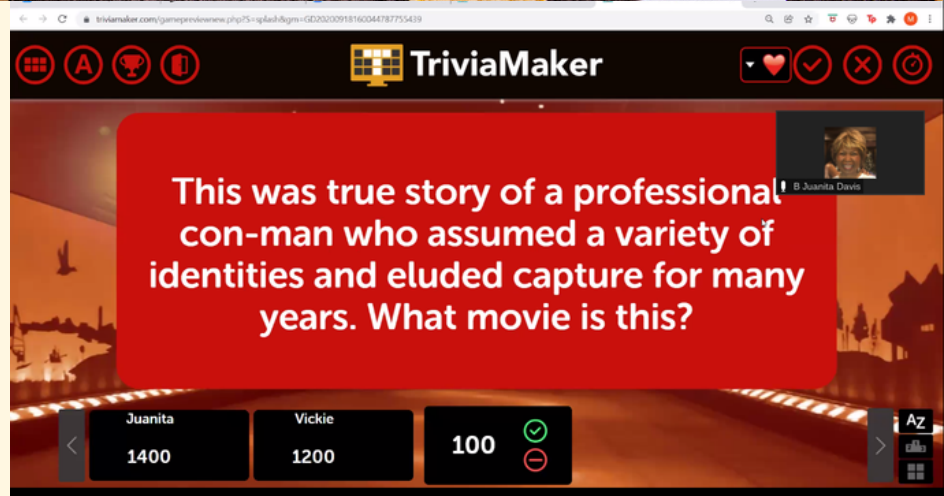 triviamaker.com/gamepreviewnew.php?S=splash&gm=GD20200918160044787755439
A
TriviaMaker
This was true story of a professional
con-man who assumed a variety of
identities and eluded capture for many
years. What movie is this?
B Juanita Davis
Juanita
1400
Vickie
1200
100
AZ